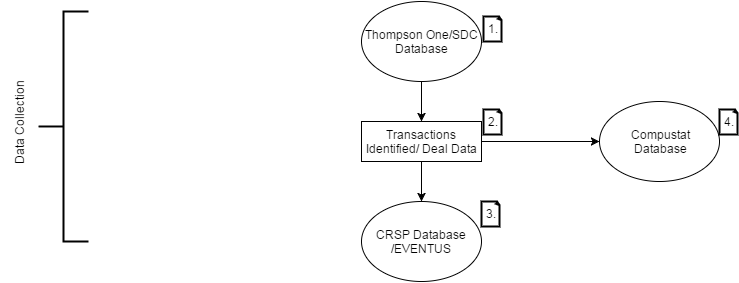 Thompson One/SDC
Database
1.
Data Collection
Transactions
Identified/ Deal Data
2.
Compustat
Database
4.
CRSP Database
/EVENTUS
3.